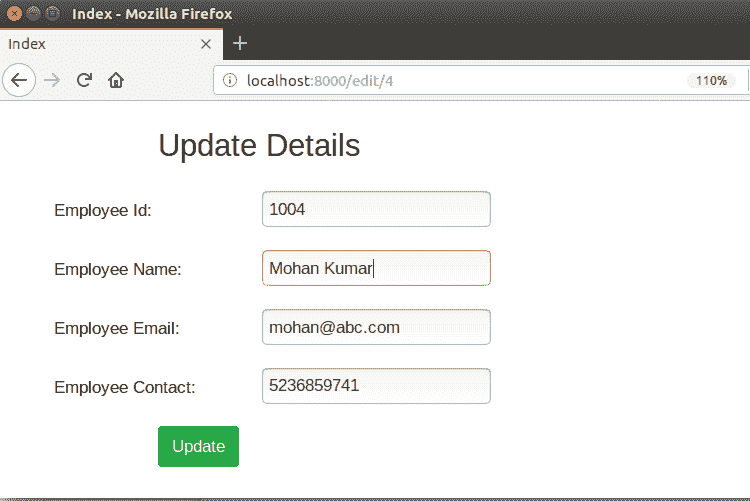 Index - Mozilla Firefox
Index
localhost:8000/edit/4 110%
Update Details
Employee Id: 1004
Employee Name: Mohan Kumar
Employee Email: mohan@abc.com
Employee Contact: 5236859741
Update